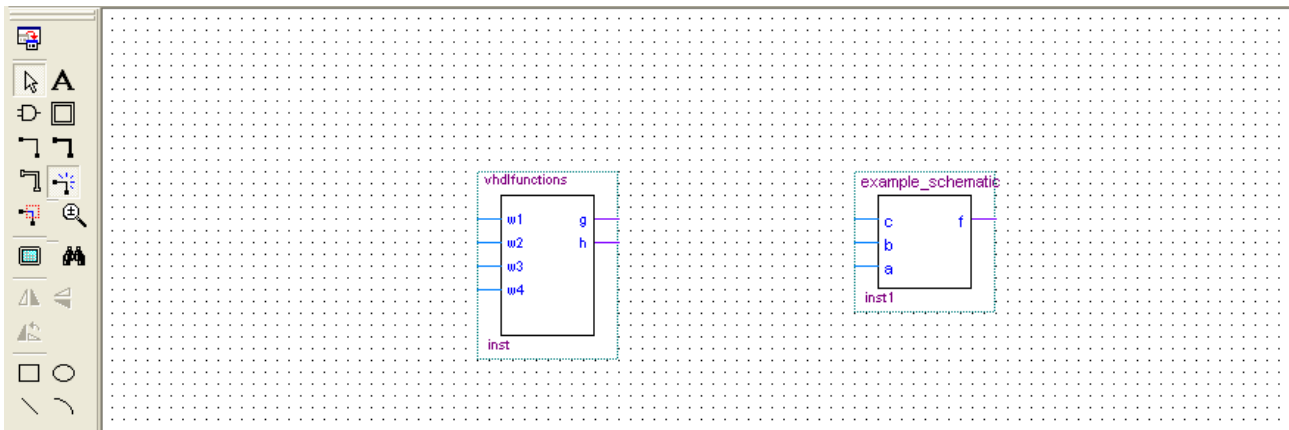 A
vhdlfunctions
w1 g
w2 h
w3
w4
inst
example_schematic
c f
b
a
inst1